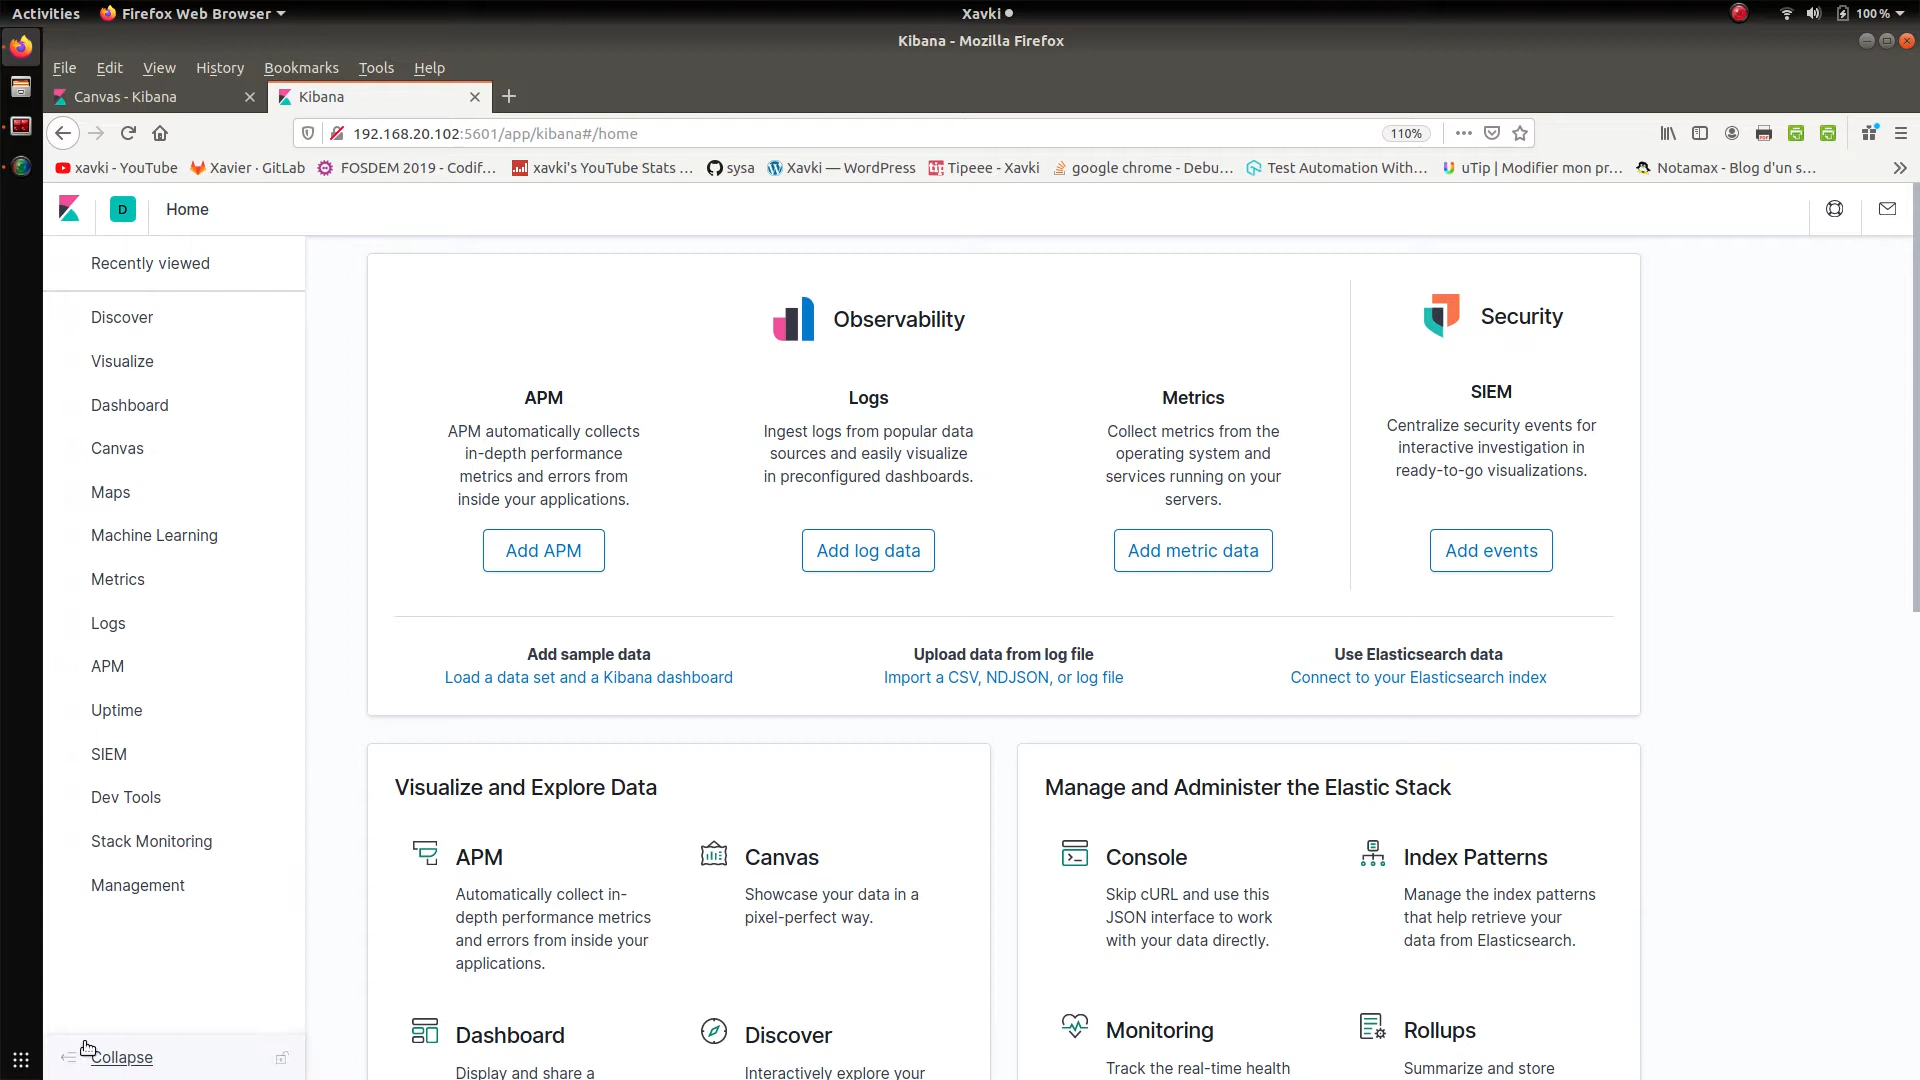 Activities Firefox Web Browser Xavki 100 %
Kibana - Mozilla Firefox
File Edit View History Bookmarks Tools Help
Canvas - Kibana Kibana
192.168.20.102:5601/app/kibana#/home 110%
xavki - YouTube Xavier · GitLab FOSDEM 2019 - Codif… xavki's YouTube Stats … sysa Xavki — WordPress Tipeee - Xavki google chrome - Debu… Test Automation With… uTip | Modifier mon pr… Notamax - Blog d'un s…
D Home
Recently viewed
Discover
Visualize
Dashboard
Canvas
Maps
Machine Learning
Metrics
Logs
APM
Uptime
SIEM
Dev Tools
Stack Monitoring
Management
Collapse
Observability
APM
APM automatically collects
in-depth performance
metrics and errors from
inside your applications.
Add APM
Logs
Ingest logs from popular data
sources and easily visualize
in preconfigured dashboards.
Add log data
Metrics
Collect metrics from the
operating system and
services running on your
servers.
Add metric data
Security
SIEM
Centralize security events for
interactive investigation in
ready-to-go visualizations.
Add events
Add sample data
Load a data set and a Kibana dashboard
Upload data from log file
Import a CSV, NDJSON, or log file
Use Elasticsearch data
Connect to your Elasticsearch index
Visualize and Explore Data
APM
Automatically collect in-
depth performance metrics
and errors from inside your
applications.
Canvas
Showcase your data in a
pixel-perfect way.
Dashboard
Display and share a
Discover
Interactively explore your
Manage and Administer the Elastic Stack
Console
Skip cURL and use this
JSON interface to work
with your data directly.
Index Patterns
Manage the index patterns
that help retrieve your
data from Elasticsearch.
Monitoring
Track the real-time health
Rollups
Summarize and store